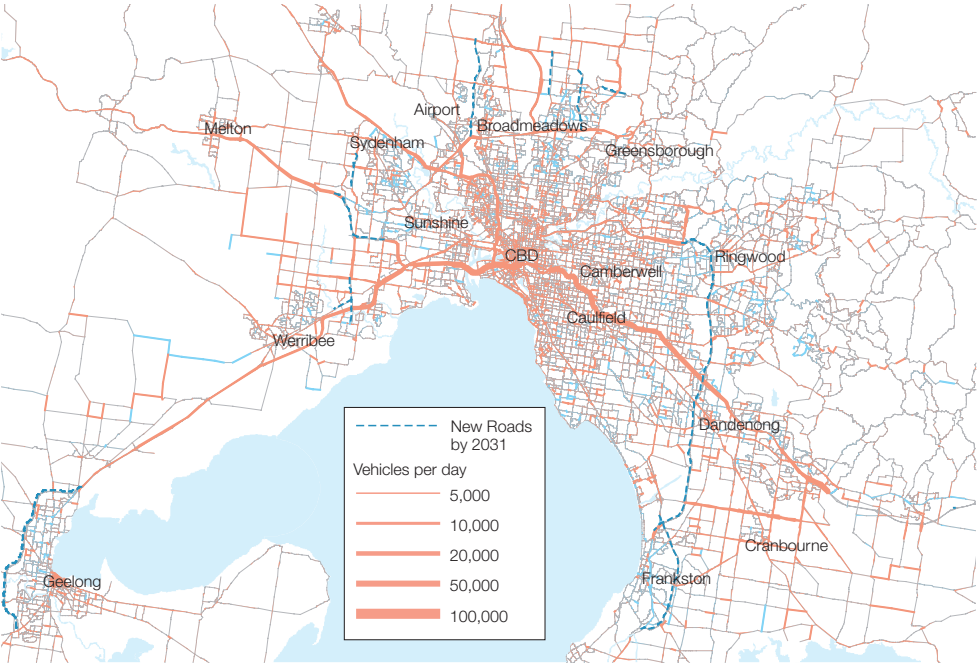 Airport
Melton
Broadmeadows
Sydenham
Greensborough
Sunshine
CBD
Ringwood
Camberwell
Caulfield
Werribee
Dandenong
Cranbourne
Frankston
Geelong
New Roads
by 2031
Vehicles per day
5,000
10,000
20,000
50,000
100,000